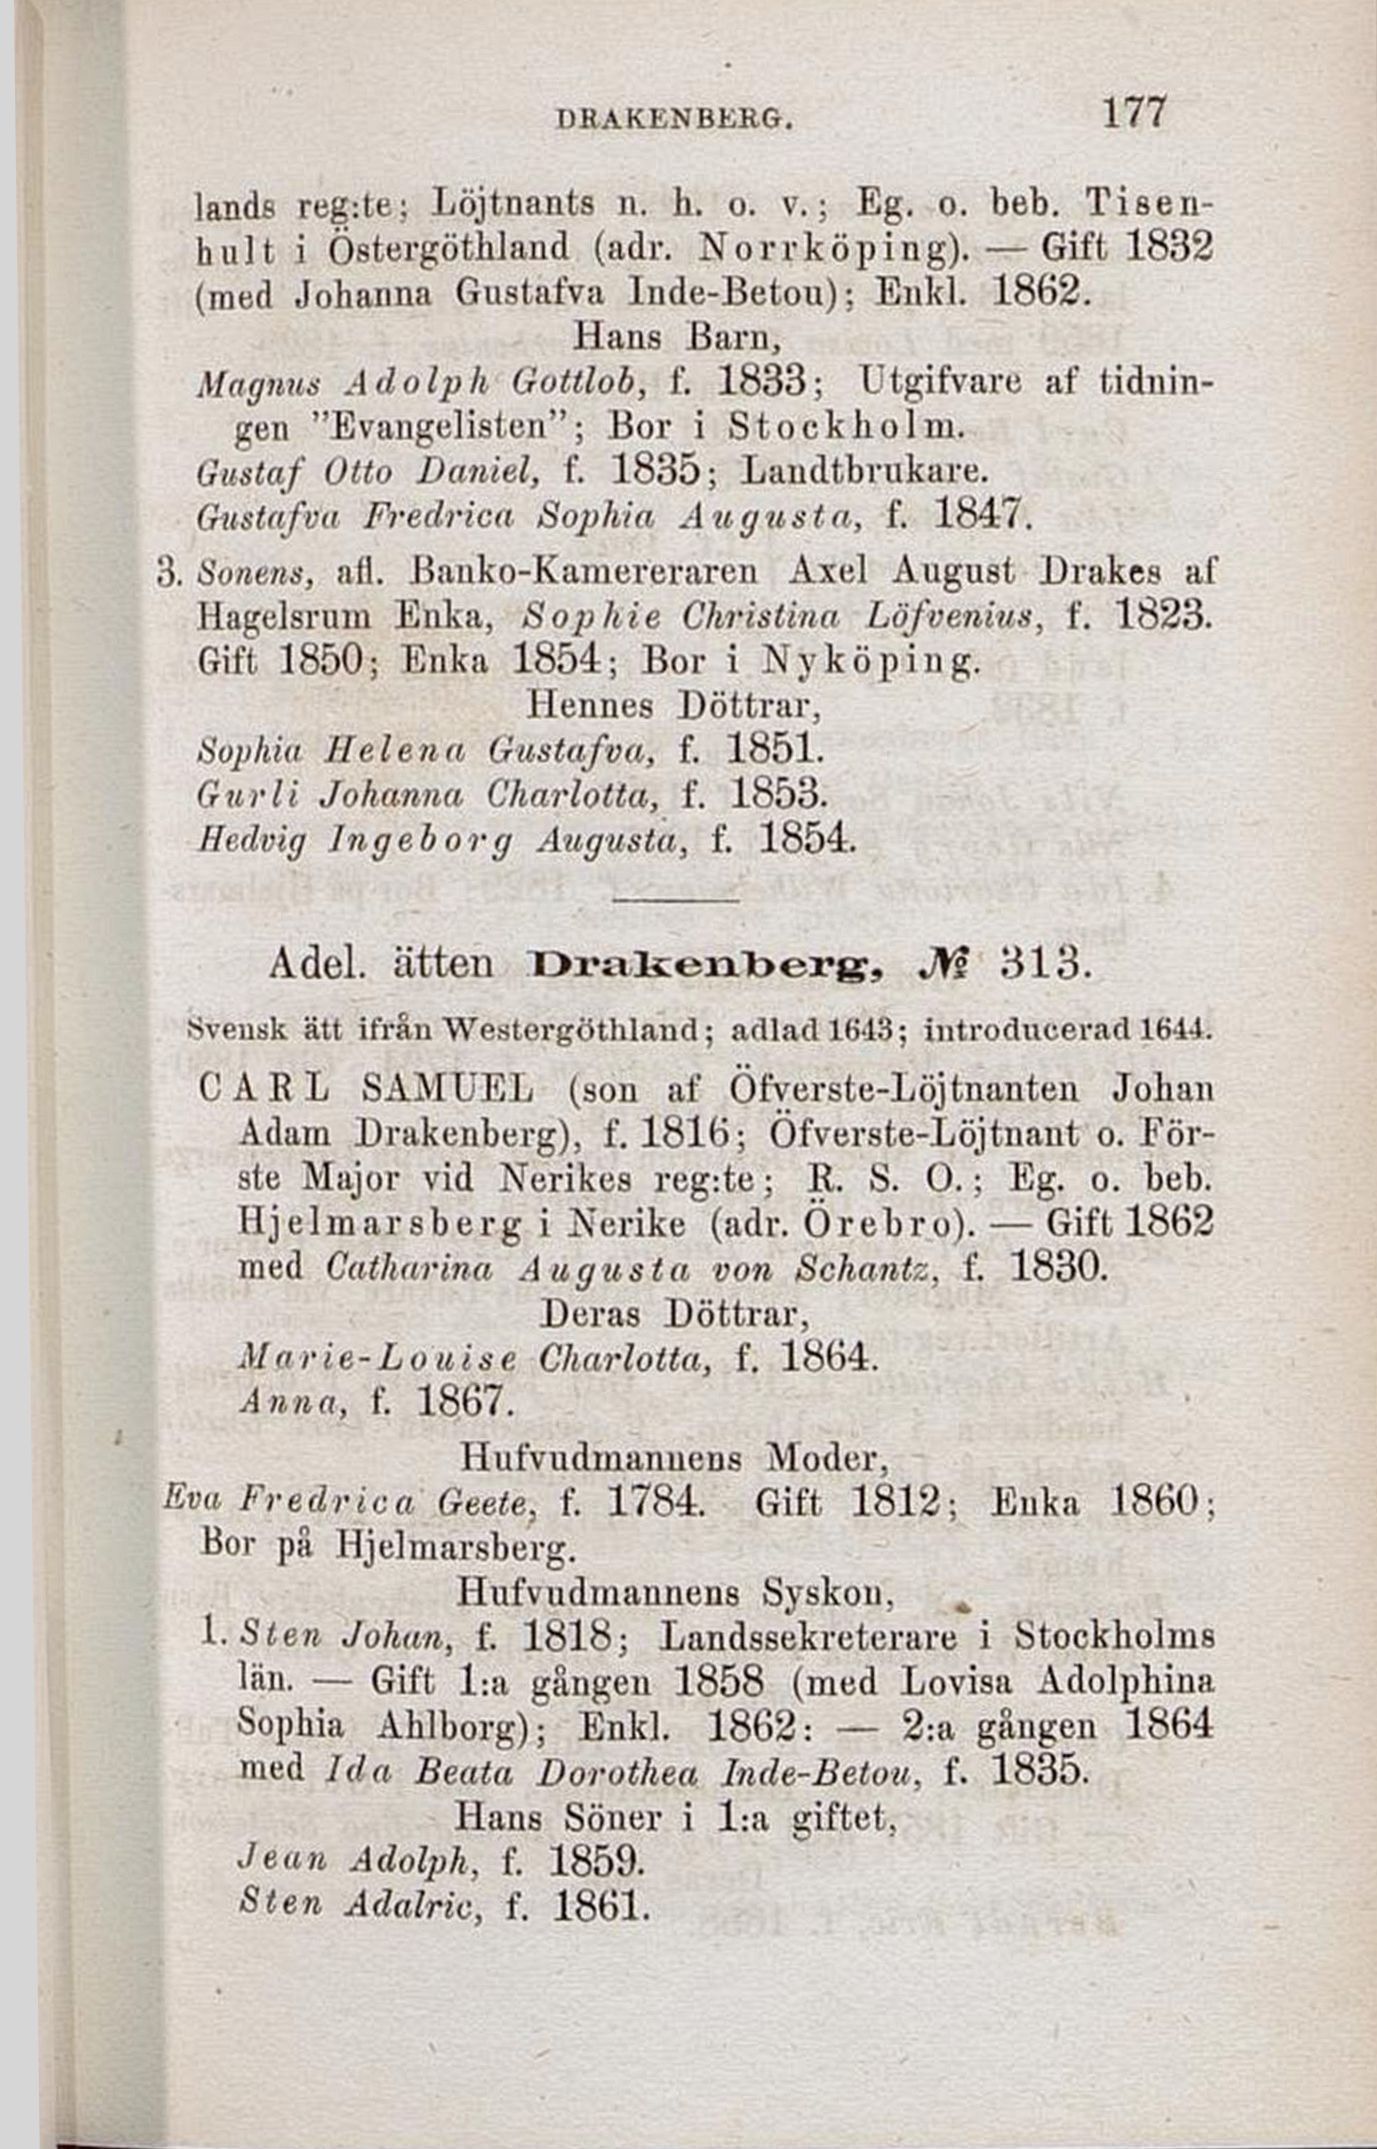 DRAKENBERG. 177
lands reg:te; Löjtnants n. h. o. v.; Eg. o. beb. Tisen-
hult i Östergöthland (adr. Norrköping). — Gift 1832
(med Johanna Gustafva Inde-Betou); Enkl. 1862.
Hans Barn,
Magnus Adolph Gottlob, f. 1833; Utgifvare af tidnin-
gen ”Evangelisten”; Bor i Stockholm.
Gustaf Otto Daniel, f. 1835; Landtbrukare.
Gustafva Fredrica Sophia Augusta, f. 1847.
3. Sonens, afl. Banko-Kamereraren Axel August Drakes af
Hagelsrum Enka, Sophie Christina Löfvenius, f. 1823.
Gift 1850; Enka 1854; Bor i Nyköping.
Hennes Döttrar,
Sophia Helena Gustafva, f. 1851.
Gurli Johanna Charlotta, f. 1853.
Hedvig Ingeborg Augusta, f. 1854.
Adel. ätten Drakenberg, № 313.
Svensk ätt ifrån Westergöthland; adlad 1643; introducerad 1644.
CARL SAMUEL (son af Öfverste-Löjtnanten Johan
Adam Drakenberg), f. 1816; Öfverste-Löjtnant o. För-
ste Major vid Nerikes reg:te; R. S. O.; Eg. o. beb.
Hjelmarsberg i Nerike (adr. Örebro). — Gift 1862
med Catharina Augusta von Schantz, f. 1830.
Deras Döttrar,
Marie-Louise Charlotta, f. 1864.
Anna, f. 1867.
Hufvudmannens Moder,
Eva Fredrica Geete, f. 1784. Gift 1812; Enka 1860;
Bor på Hjelmarsberg.
Hufvudmannens Syskon,
1. Sten Johan, f. 1818; Landssekreterare i Stockholms
län. — Gift 1:a gången 1858 (med Lovisa Adolphina
Sophia Ahlborg); Enkl. 1862: — 2:a gången 1864
med Ida Beata Dorothea Inde-Betou, f. 1835.
Hans Söner i 1:a giftet,
Jean Adolph, f. 1859.
Sten Adalric, f. 1861.